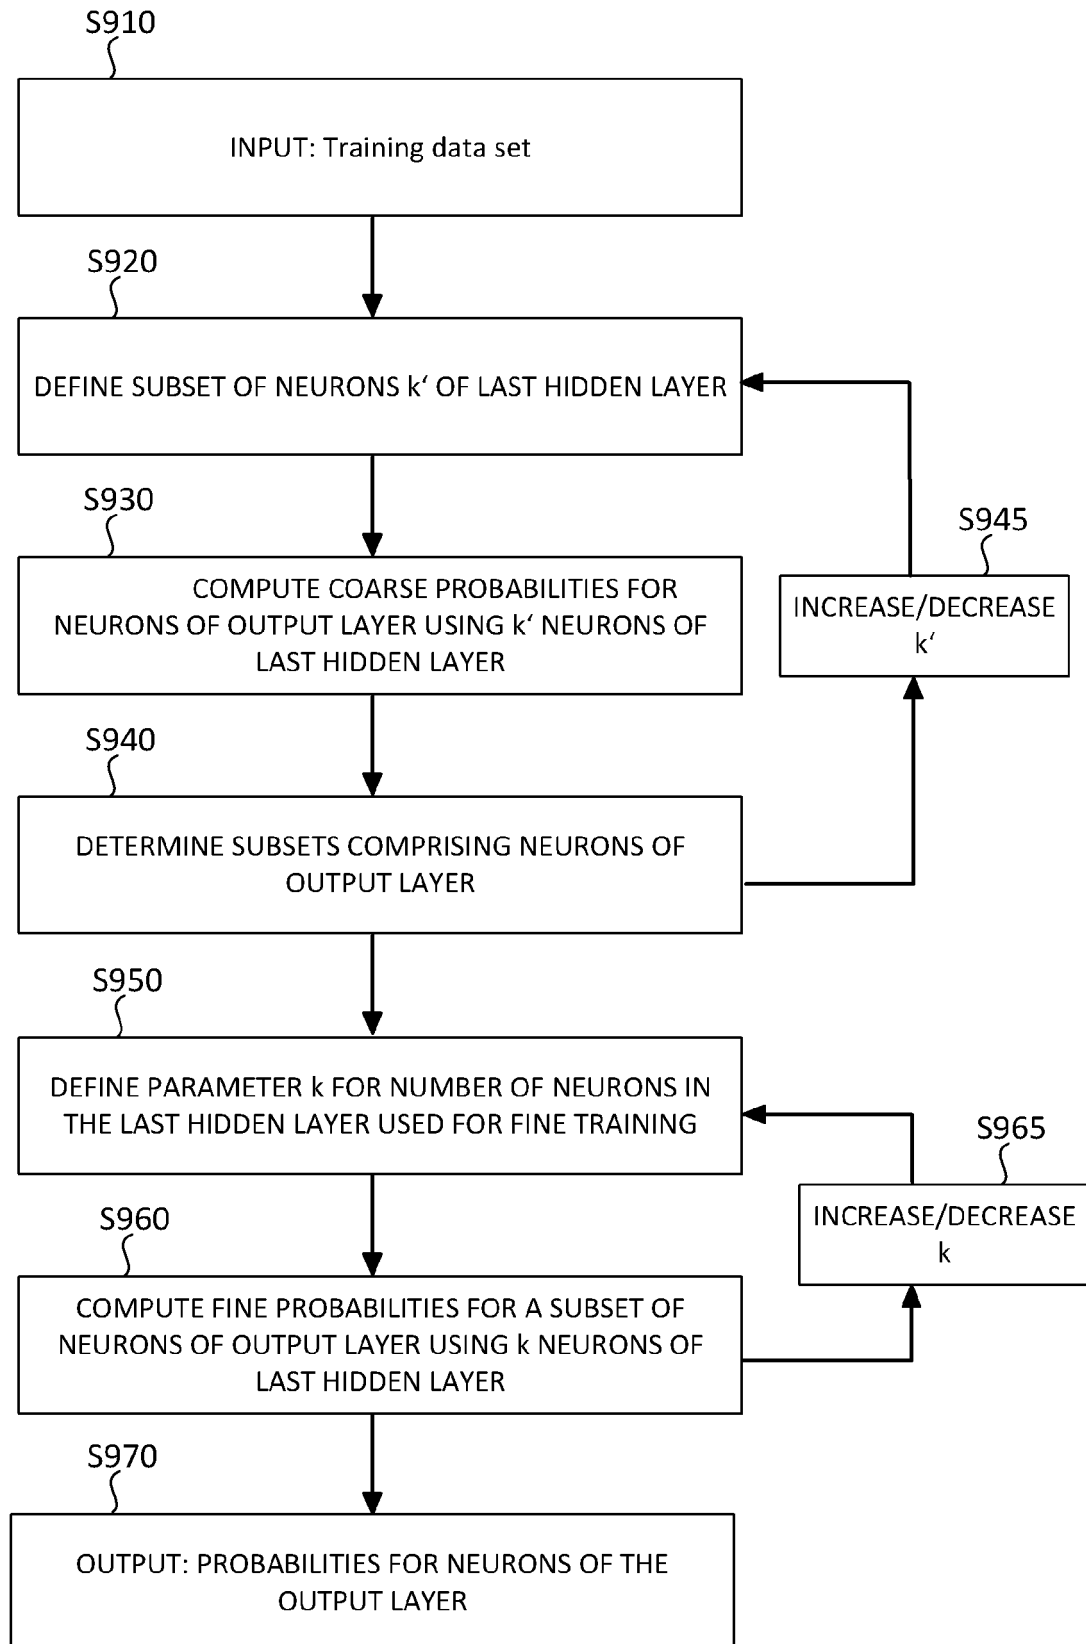 S910
INPUT: Training data set
S920
DEFINE SUBSET OF NEURONS k‘ OF LAST HIDDEN LAYER
S930
COMPUTE COARSE PROBABILITIES FOR
NEURONS OF OUTPUT LAYER USING k‘ NEURONS OF
LAST HIDDEN LAYER
S945
INCREASE/DECREASE
k‘
S940
DETERMINE SUBSETS COMPRISING NEURONS OF
OUTPUT LAYER
S950
DEFINE PARAMETER k FOR NUMBER OF NEURONS IN
THE LAST HIDDEN LAYER USED FOR FINE TRAINING
S965
INCREASE/DECREASE
k
S960
COMPUTE FINE PROBABILITIES FOR A SUBSET OF
NEURONS OF OUTPUT LAYER USING k NEURONS OF
LAST HIDDEN LAYER
S970
OUTPUT: PROBABILITIES FOR NEURONS OF THE
OUTPUT LAYER